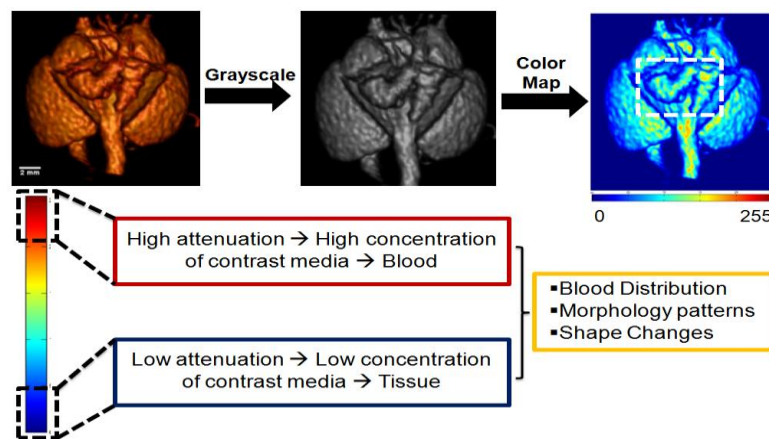 Grayscale
Color
Map
2 mm
0
255
High attenuation → High concentration
of contrast media → Blood
Low attenuation → Low concentration
of contrast media → Tissue
▪Blood Distribution
▪Morphology patterns
▪Shape Changes